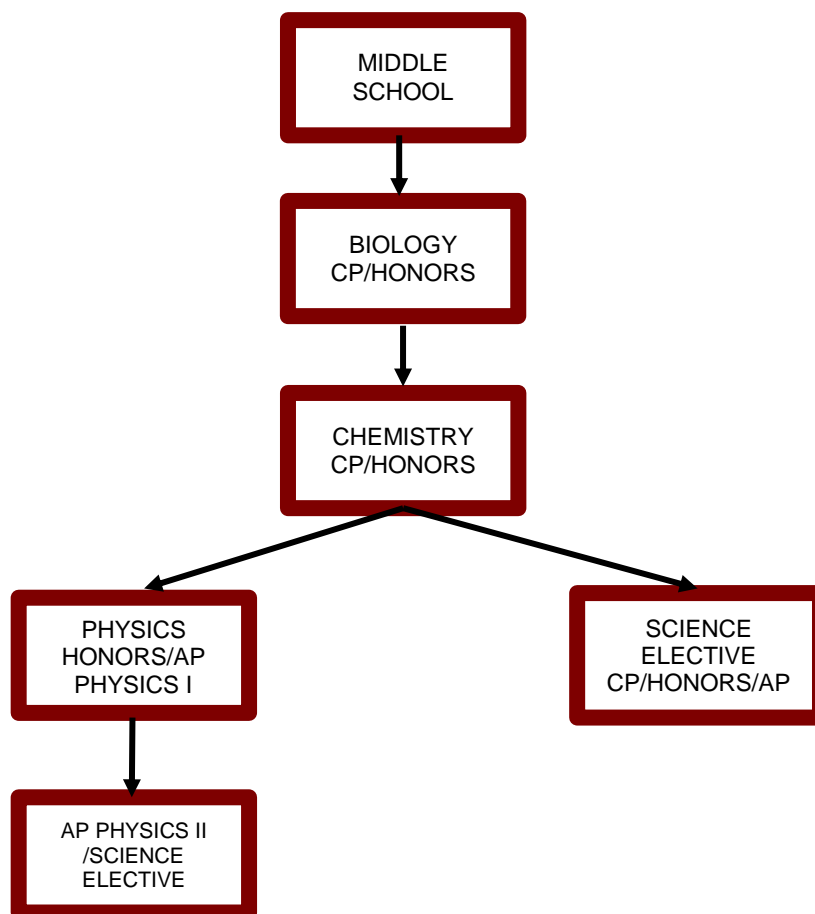 MIDDLE
SCHOOL
BIOLOGY
CP/HONORS
CHEMISTRY
CP/HONORS
PHYSICS
HONORS/AP
PHYSICS I
SCIENCE
ELECTIVE
CP/HONORS/AP
AP PHYSICS II
/SCIENCE
ELECTIVE